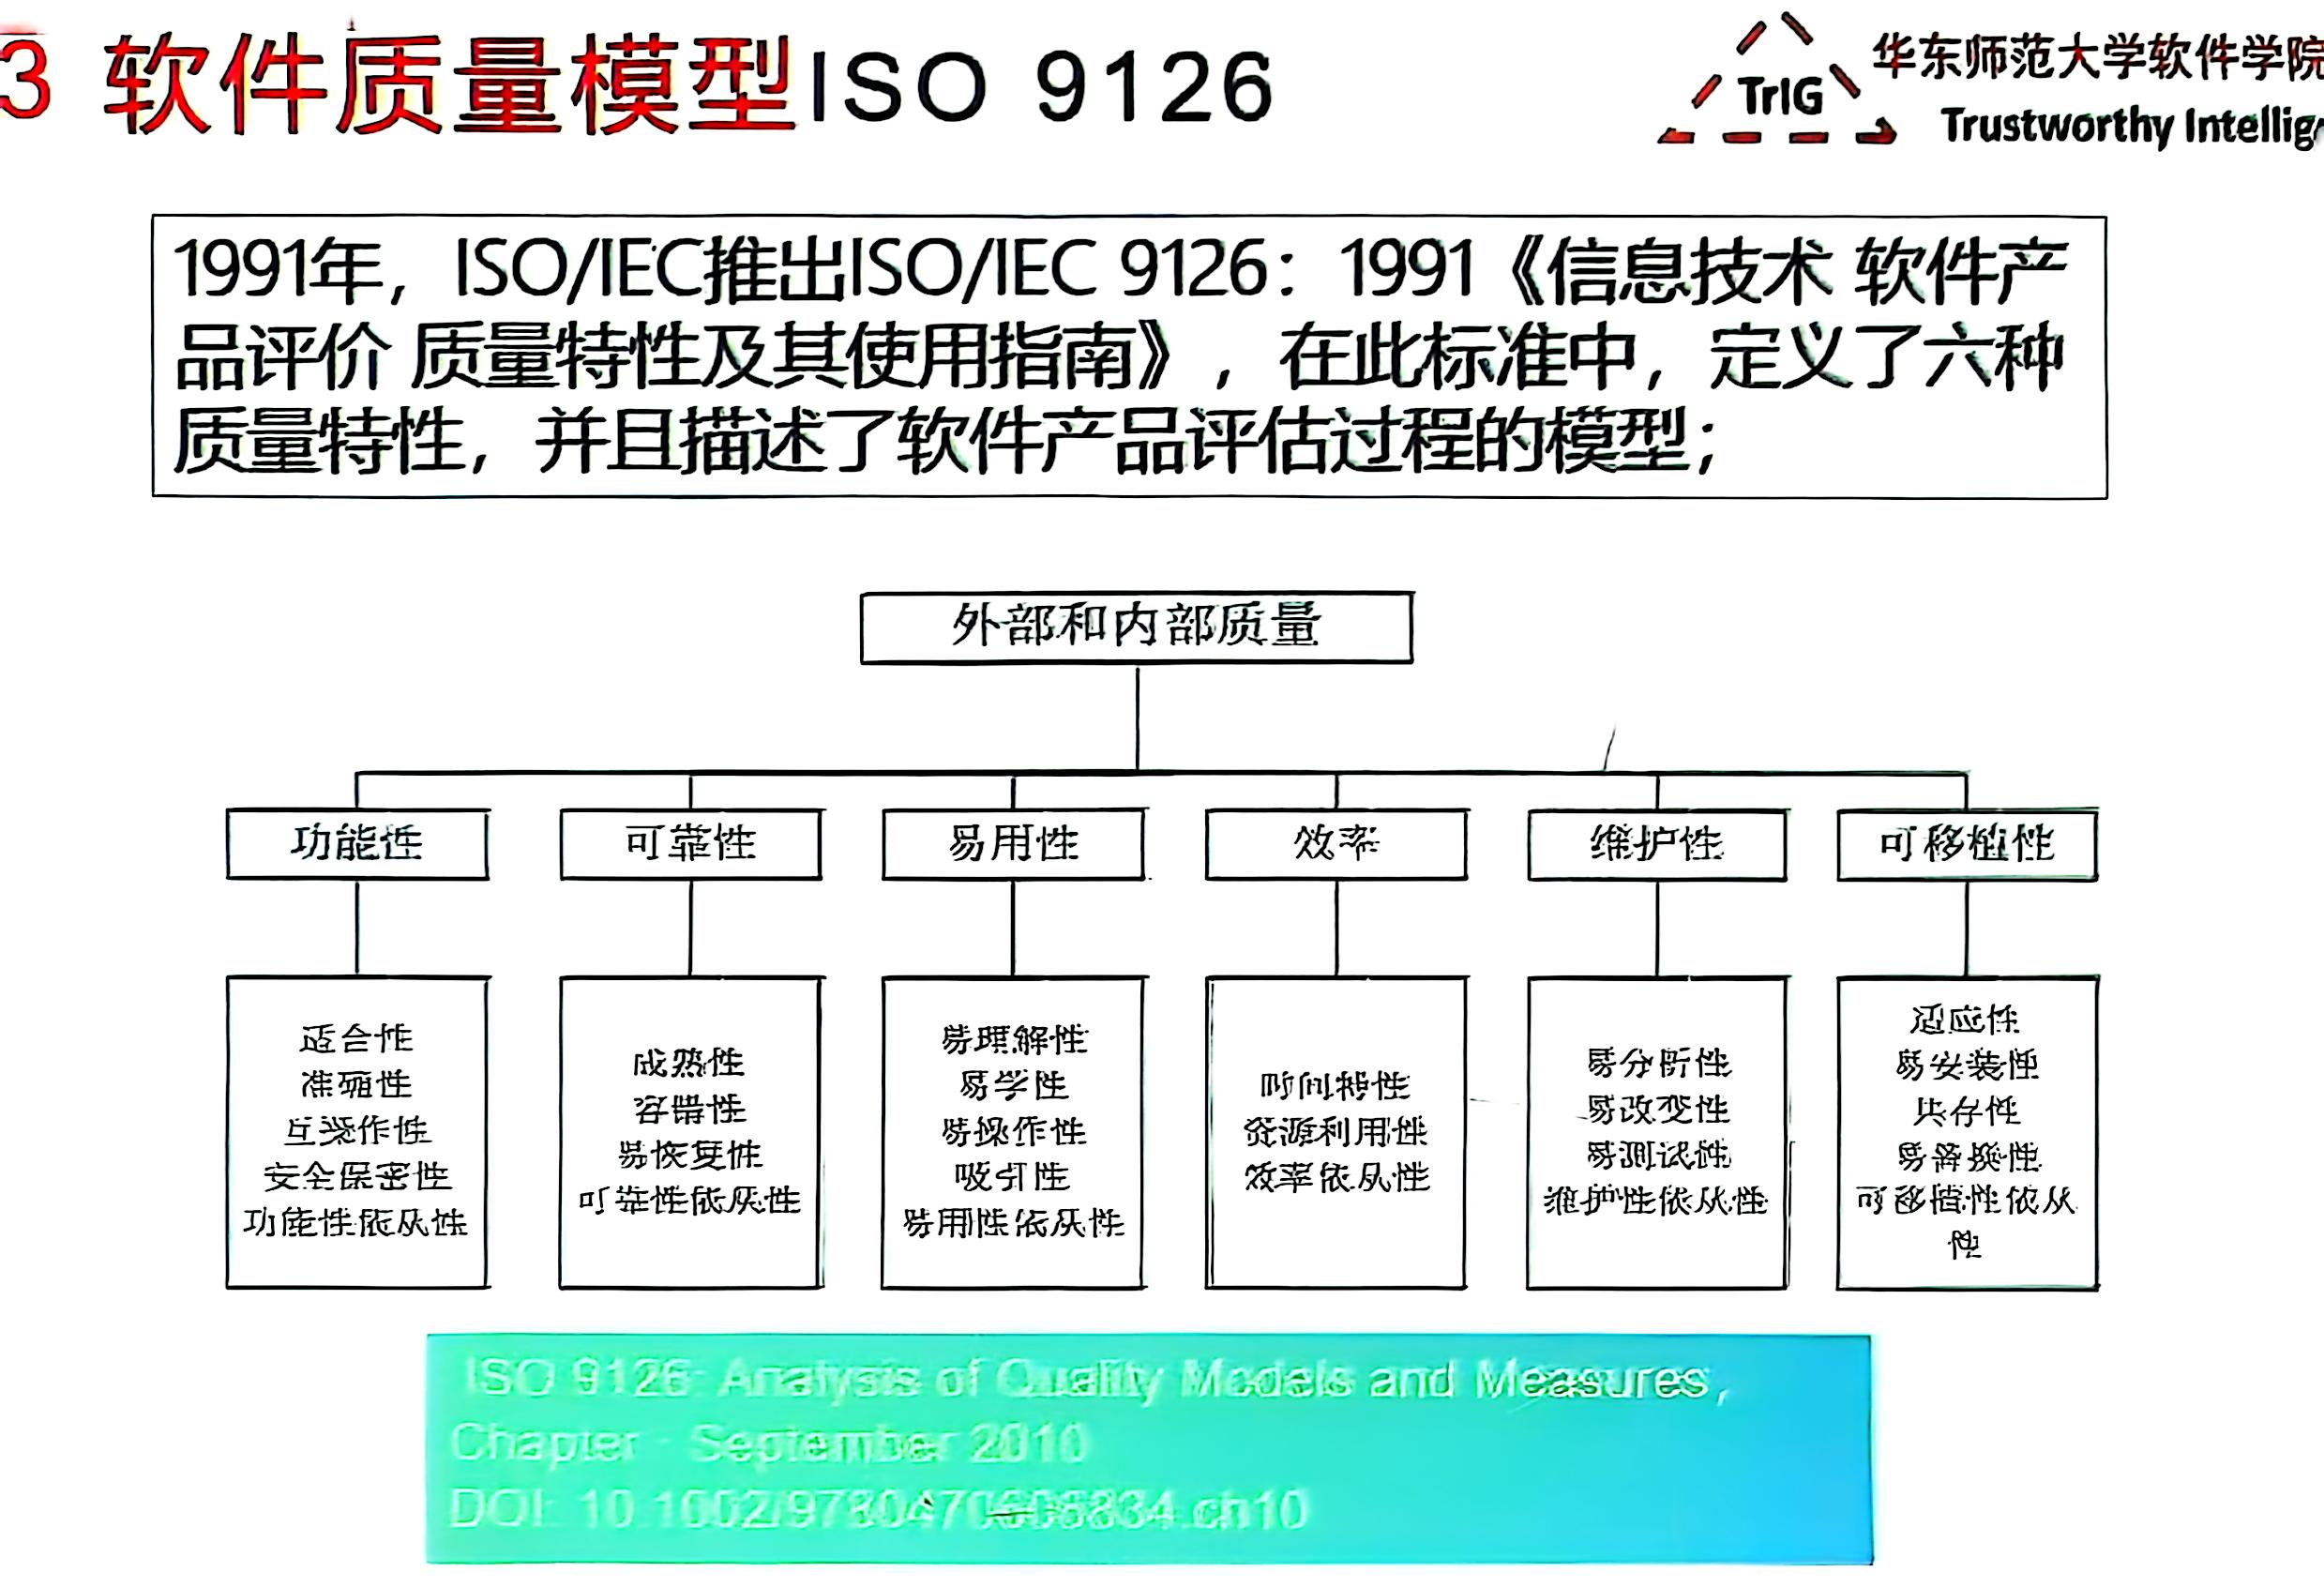 3 软件质量模型ISO 9126
华东师范大学软件学院
TrIG
Trustworthy Intellig
1991年，ISO/IEC推出ISO/IEC 9126：1991《信息技术 软件产
品评价 质量特性及其使用指南》，在此标准中，定义了六种
质量特性，并且描述了软件产品评估过程的模型；
外部和内部质量
功能性
可靠性
易用性
效率
维护性
可移植性
适合性
准确性
互操作性
安全保密性
功能性依从性
成熟性
容错性
易恢复性
可靠性依从性
易理解性
易学性
易操作性
吸引性
易用性依从性
时间特性
资源利用性
效率依从性
易分析性
易改变性
易测试性
维护性依从性
适应性
易安装性
共存性
易替换性
可移植性依从
性
ISO 9126: Analysis of Quality Models and Measures,
Chapter · September 2010
DOI: 10.1002/9780470606834.ch10